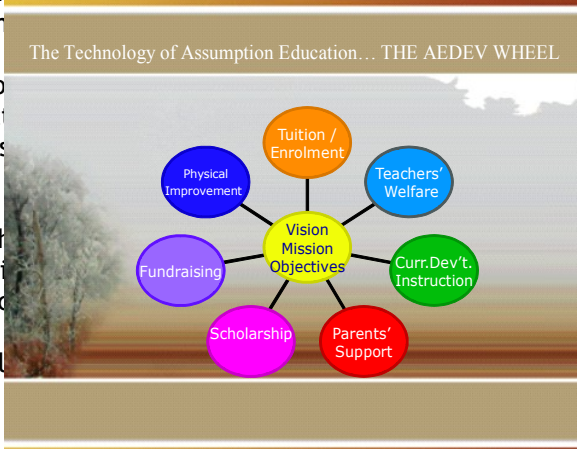 The Technology of Assumption Education… THE AEDEV WHEEL
Tuition /
Enrolment
Teachers’
Welfare
Curr.Dev’t.
Instruction
Parents’
Support
Scholarship
Fundraising
Physical
Improvement
Vision
Mission
Objectives